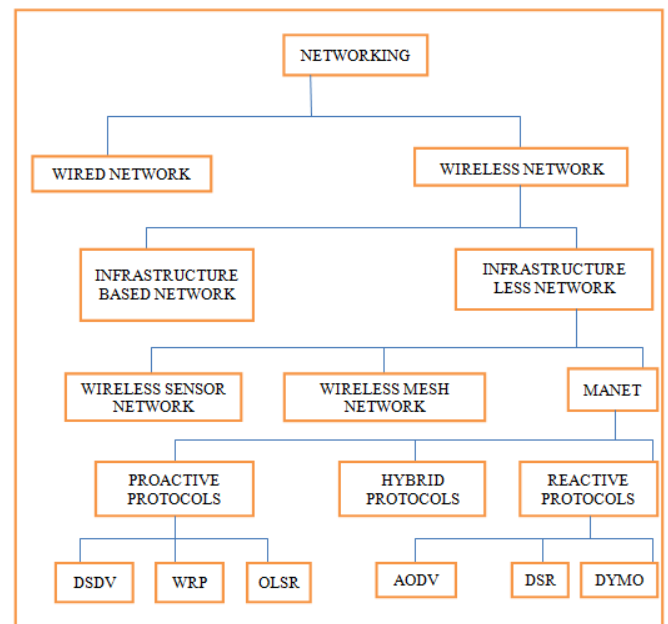 NETWORKING
WIRED NETWORK
WIRELESS NETWORK
INFRASTRUCTURE
BASED NETWORK
INFRASTRUCTURE
LESS NETWORK
WIRELESS SENSOR
NETWORK
WIRELESS MESH
NETWORK
MANET
PROACTIVE
PROTOCOLS
HYBRID
PROTOCOLS
REACTIVE
PROTOCOLS
DSDV
WRP
OLSR
AODV
DSR
DYMO